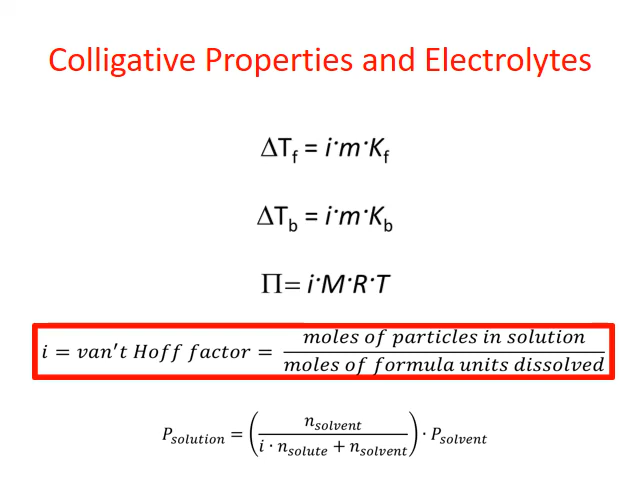 Colligative Properties and Electrolytes
ΔT_f = i·m·K_f
ΔT_b = i·m·K_b
Π= i·M·R·T
i = van't Hoff factor = moles of particles in solution / moles of formula units dissolved
P_solution = (n_solvent / i · n_solute + n_solvent) · P_solvent